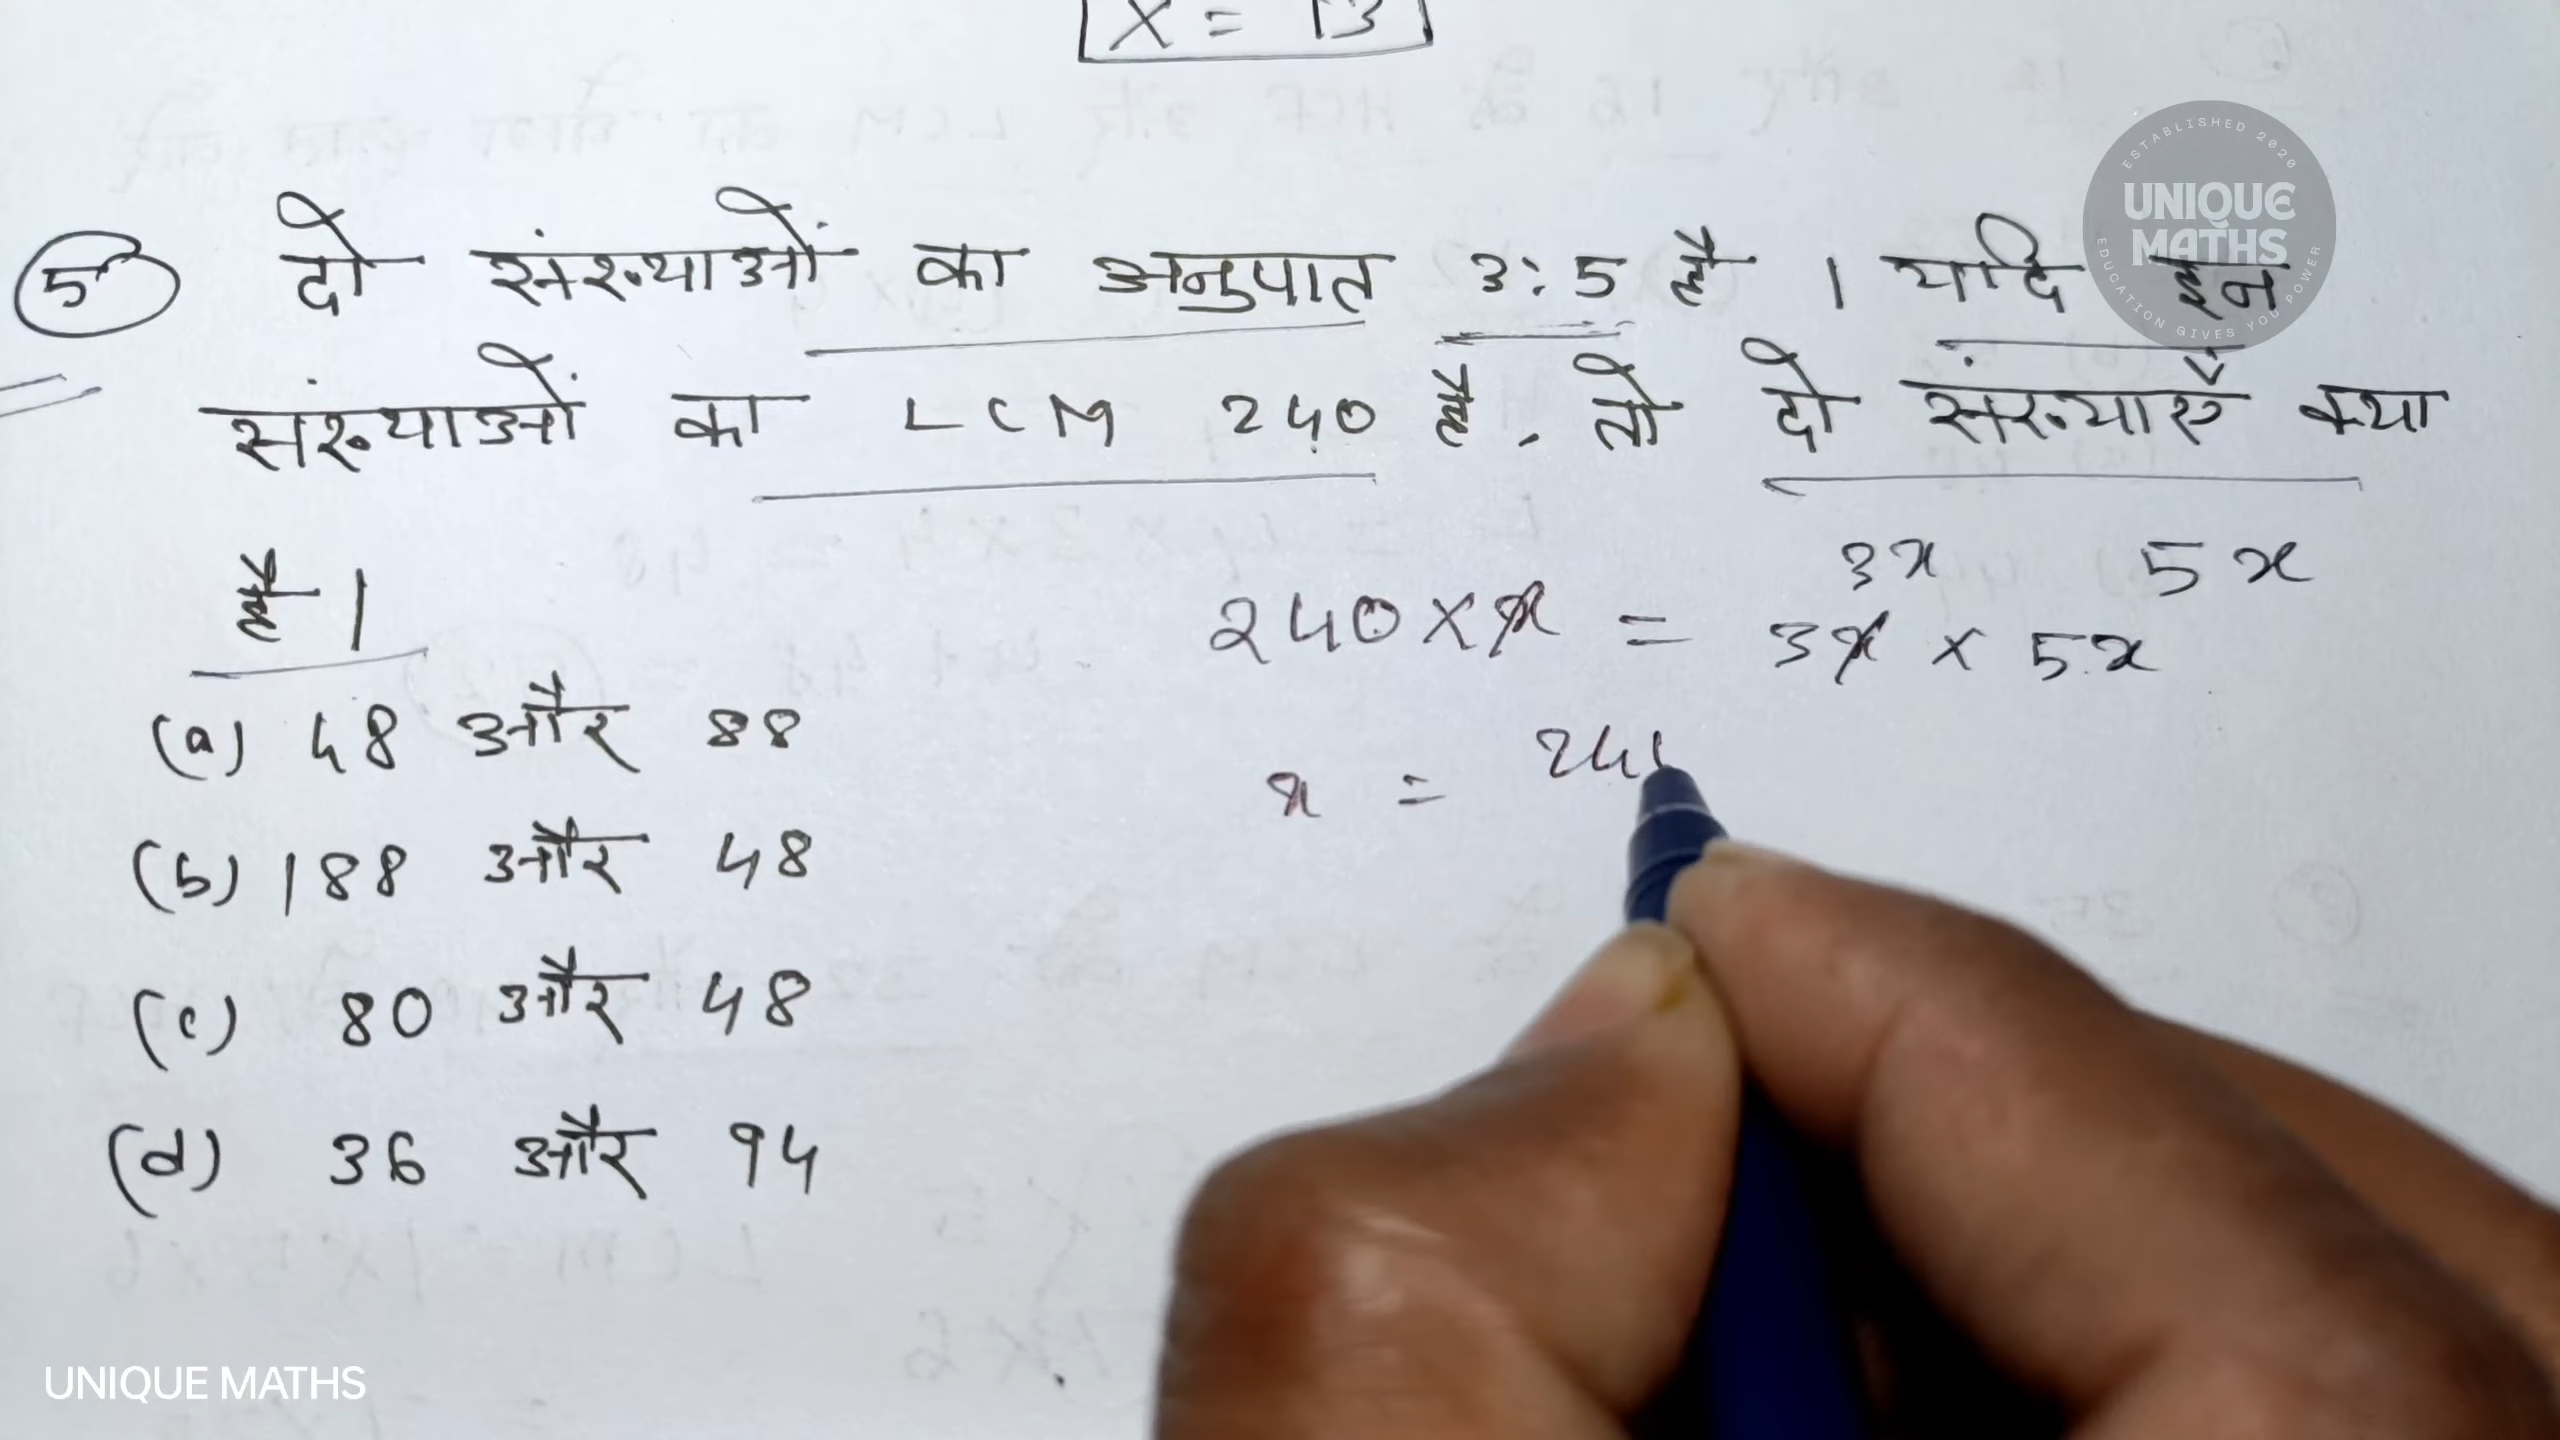 x = 13
ESTABLISHED 2020
UNIQUE
MATHS
EDUCATION GIVES YOU POWER
5 दो संख्याओं का अनुपात 3:5 है । यदि इन
संख्याओं का LCM 240 है, तो दो संख्याएँ क्या
है ।
3x 5x
240 × x = 3x × 5x
x = 24
(a) 48 और 88
(b) 188 और 48
(c) 80 और 48
(d) 36 और 94
UNIQUE MATHS